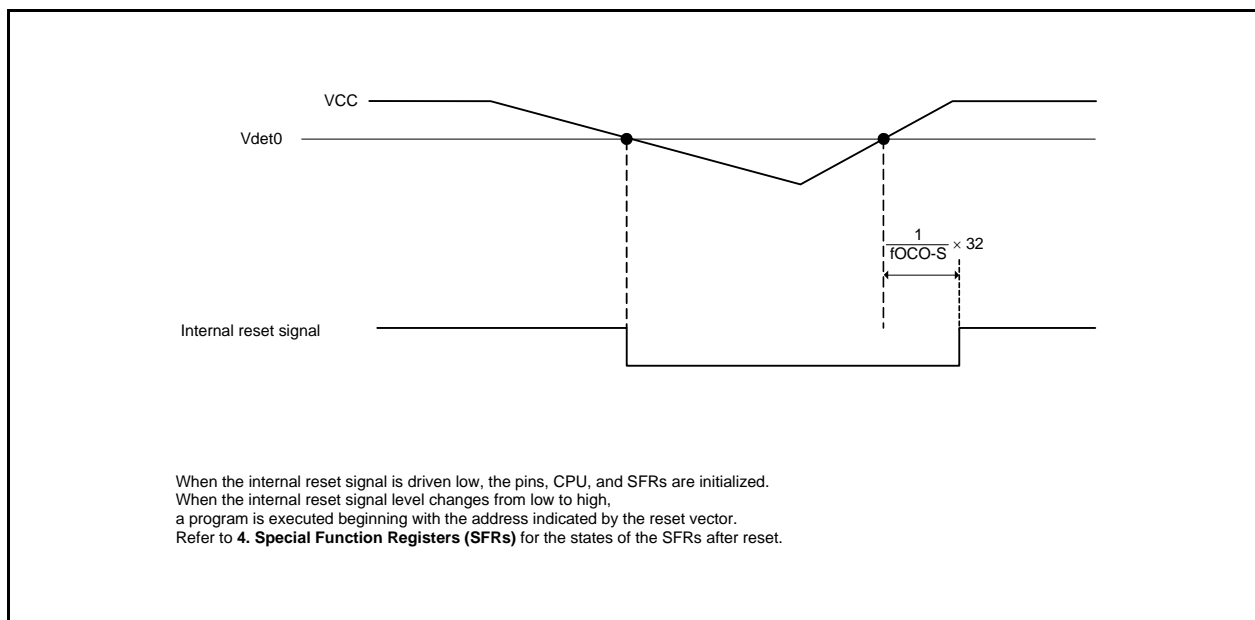 VCC
Vdet0
1
fOCO-S × 32
Internal reset signal
When the internal reset signal is driven low, the pins, CPU, and SFRs are initialized.
When the internal reset signal level changes from low to high,
a program is executed beginning with the address indicated by the reset vector.
Refer to 4. Special Function Registers (SFRs) for the states of the SFRs after reset.